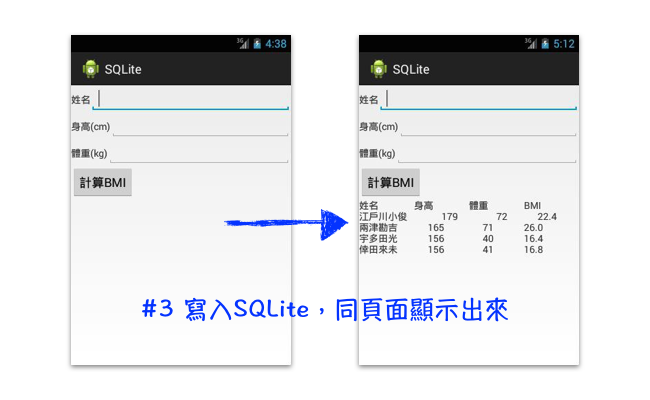 3G 4:38
SQLite
姓名
身高(cm)
體重(kg)
計算BMI
3G 5:12
SQLite
姓名
身高(cm)
體重(kg)
計算BMI
姓名 身高 體重 BMI
江戶川小俊 179 72 22.4
兩津勘吉 165 71 26.0
宇多田光 156 40 16.4
倖田來未 156 41 16.8
#3 寫入SQLite，同頁面顯示出來